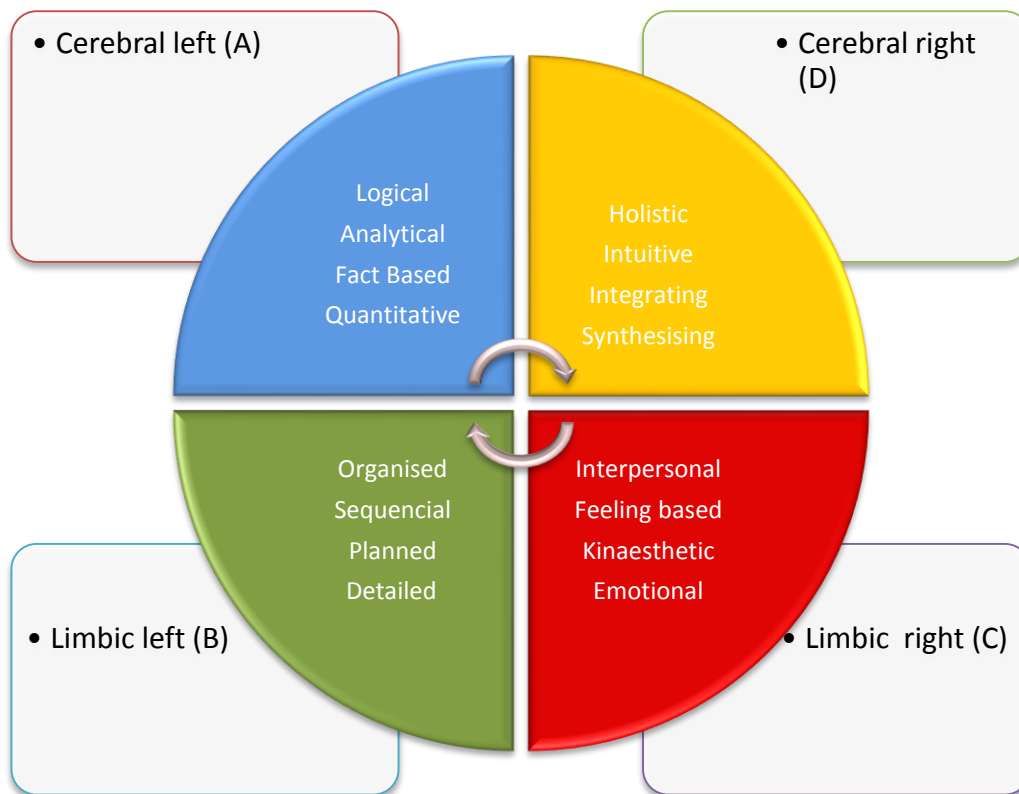 • Cerebral left (A)
• Cerebral right
(D)
Logical
Analytical
Fact Based
Quantitative
Holistic
Intuitive
Integrating
Synthesising
Organised
Sequencial
Planned
Detailed
Interpersonal
Feeling based
Kinaesthetic
Emotional
• Limbic left (B)
• Limbic right (C)